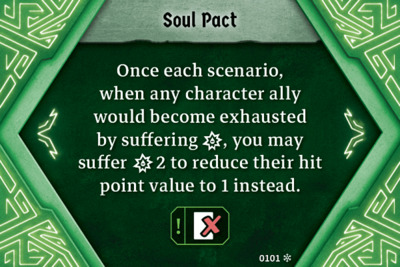 Soul Pact
Once each scenario,
when any character ally
would become exhausted
by suffering , you may
suffer 2 to reduce their hit
point value to 1 instead.
!
0101